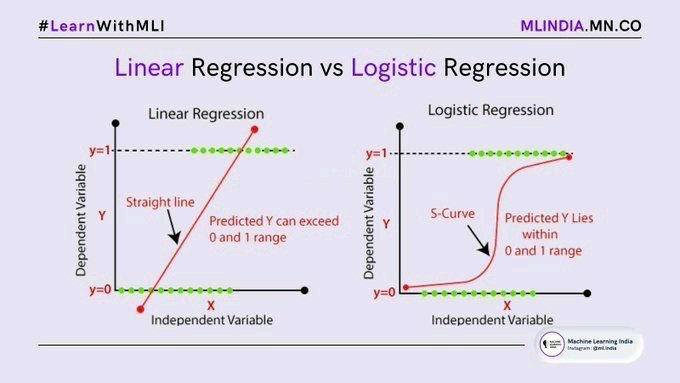 #LearnWithMLI
MLINDIA.MN.CO
Linear Regression vs Logistic Regression
Linear Regression
y=1
Dependent Variable
Y
Straight line
Predicted Y can exceed
0 and 1 range
y=0
X
Independent Variable
Logistic Regression
y=1
Dependent Variable
Y
S-Curve
Predicted Y Lies
within
0 and 1 range
y=0
X
Independent Variable
Machine Learning India
Instagram : @ml.india